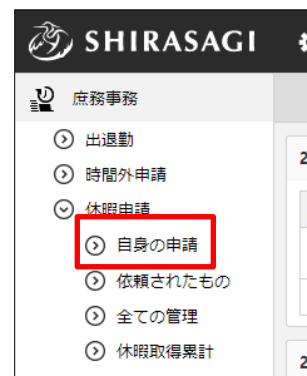 SHIRASAGI
庶務事務
出退勤
時間外申請
休暇申請
自身の申請
依頼されたもの
全ての管理
休暇取得累計
2
2